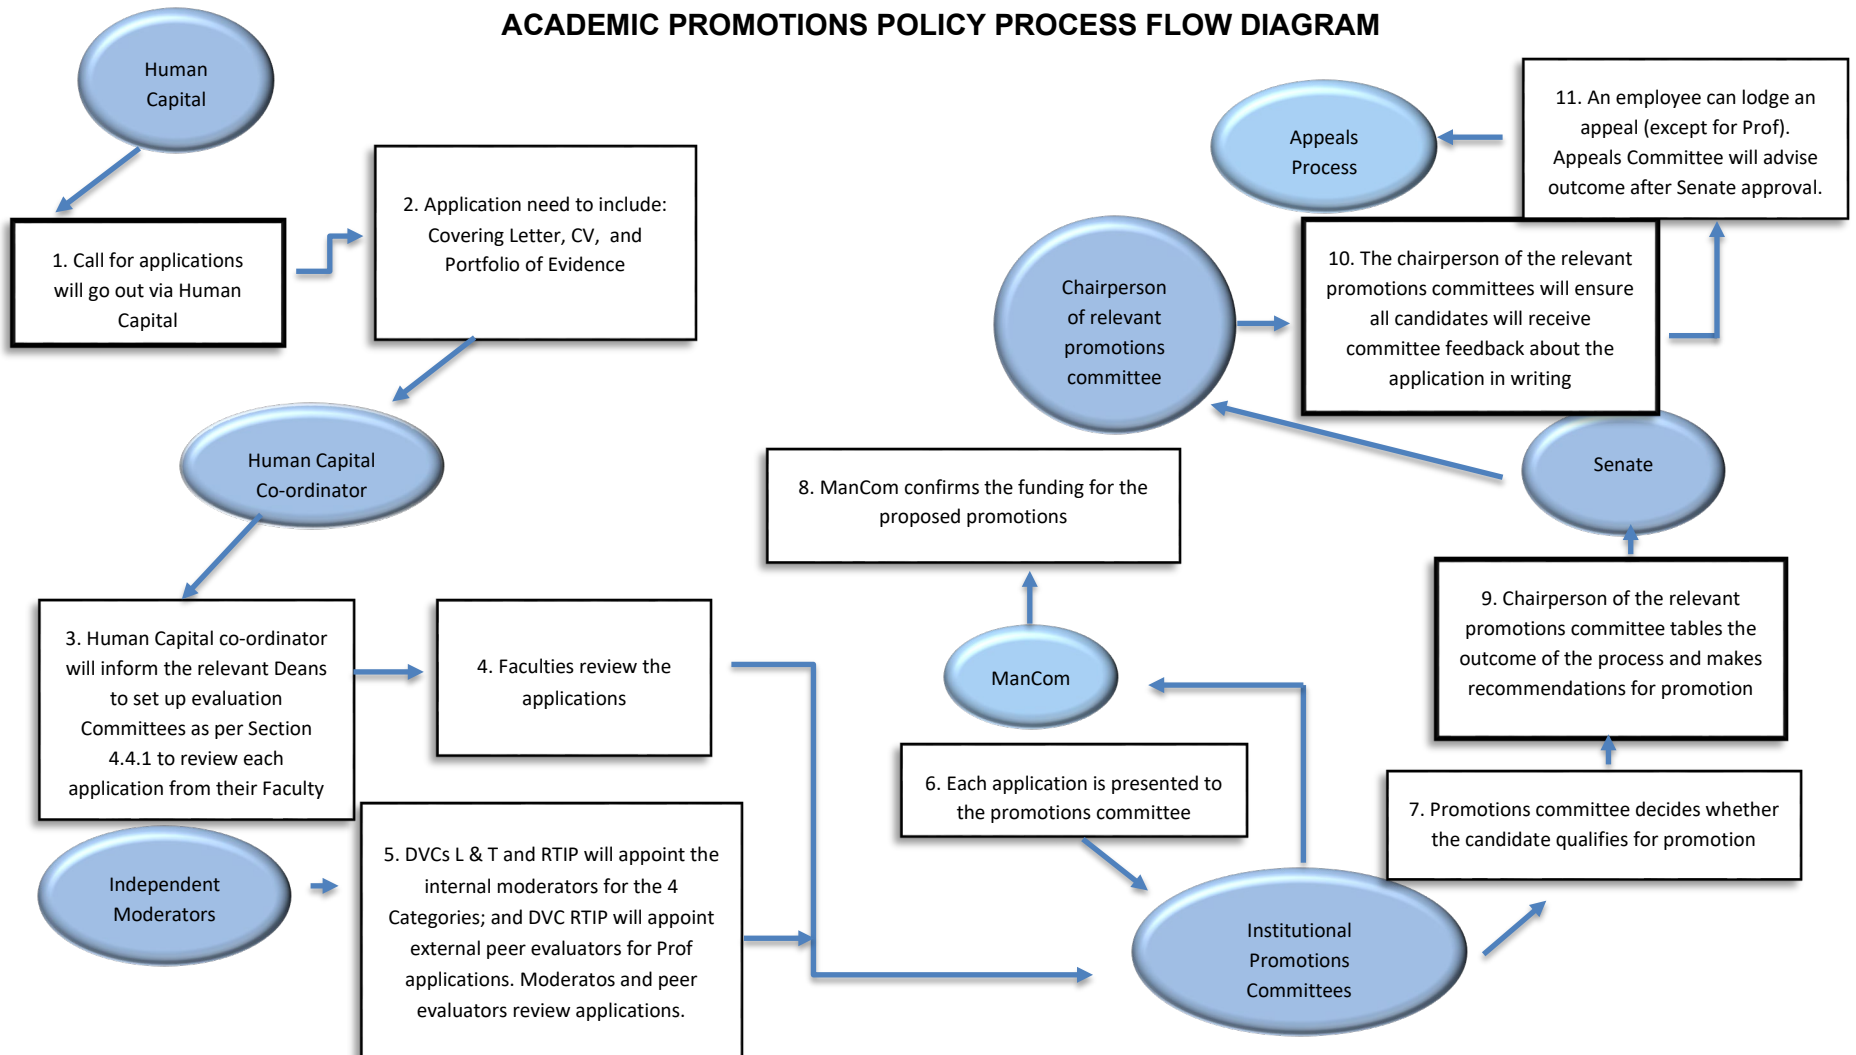 ACADEMIC PROMOTIONS POLICY PROCESS FLOW DIAGRAM
Human
Capital
1. Call for applications
will go out via Human
Capital
2. Application need to include:
Covering Letter, CV,  and
Portfolio of Evidence
Human Capital
Co-ordinator
3. Human Capital co-ordinator
will inform the relevant Deans
to set up evaluation
Committees as per Section
4.4.1 to review each
application from their Faculty
4. Faculties review the
applications
Independent
Moderators
5. DVCs L & T and RTIP will appoint the
internal moderators for the 4
Categories; and DVC RTIP will appoint
external peer evaluators for Prof
applications. Moderatos and peer
evaluators review applications.
6. Each application is presented to
the promotions committee
Institutional
Promotions
Committees
7. Promotions committee decides whether
the candidate qualifies for promotion
ManCom
8. ManCom confirms the funding for the
proposed promotions
9. Chairperson of the relevant
promotions committee tables the
outcome of the process and makes
recommendations for promotion
Senate
Chairperson
of relevant
promotions
committee
10. The chairperson of the relevant
promotions committees will ensure
all candidates will receive
committee feedback about the
application in writing
11. An employee can lodge an
appeal (except for Prof).
Appeals Committee will advise
outcome after Senate approval.
Appeals
Process